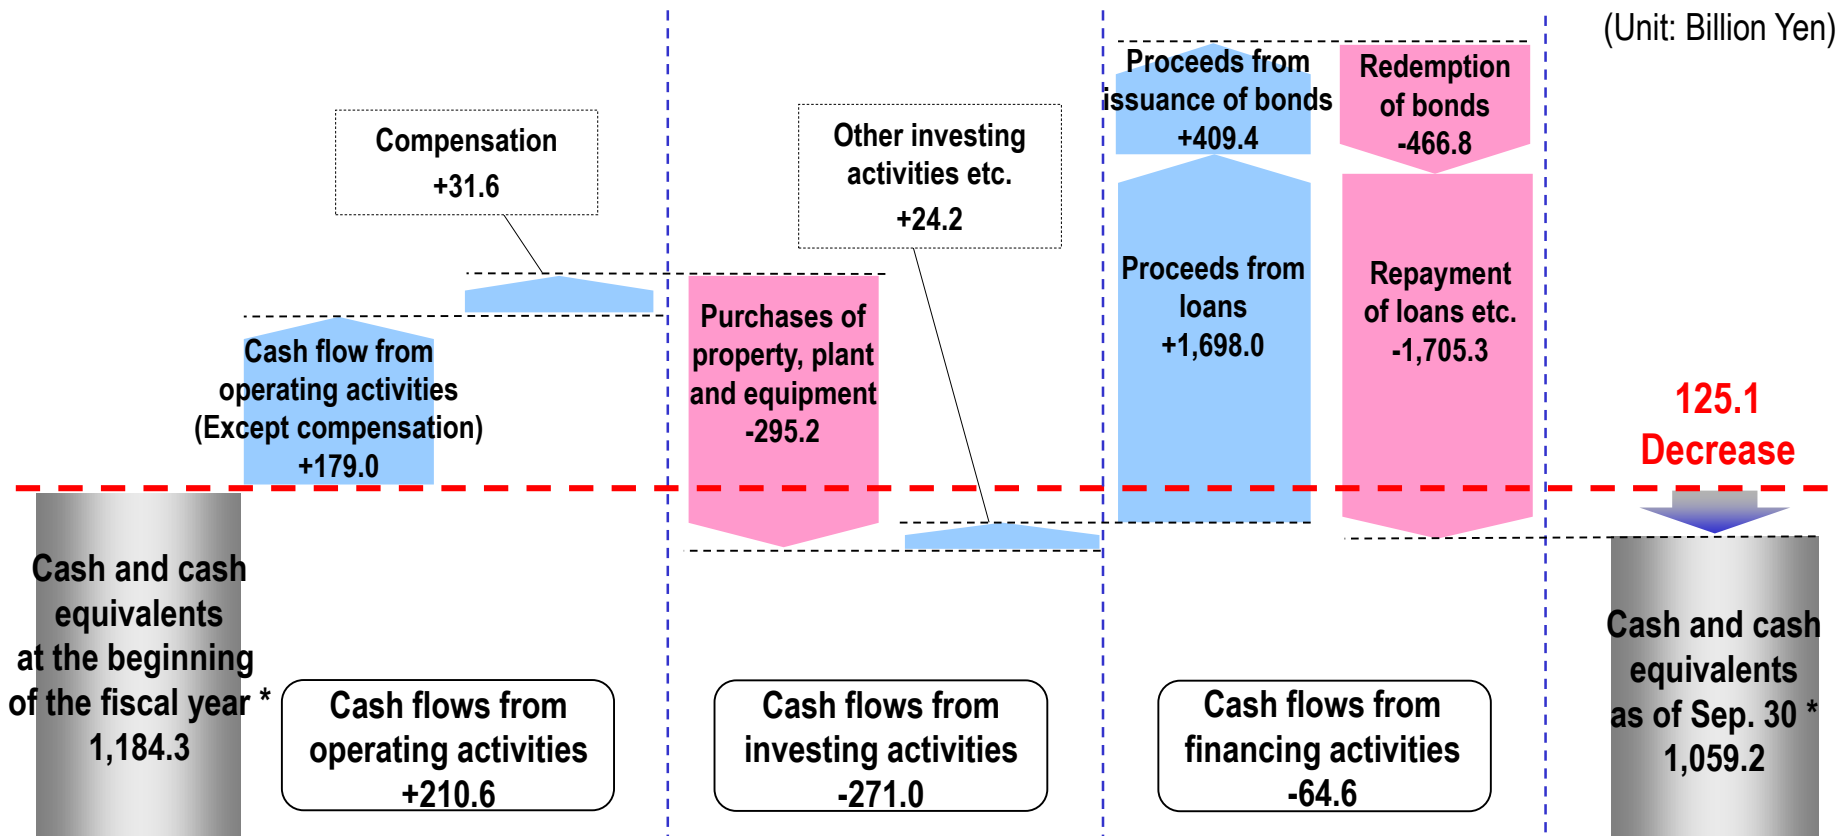 (Unit: Billion Yen)
Compensation
+31.6
Other investing
activities etc.
+24.2
Proceeds from
issuance of bonds
+409.4
Redemption
of bonds
-466.8
Cash flow from
operating activities
(Except compensation)
+179.0
Purchases of
property, plant
and equipment
-295.2
Proceeds from
loans
+1,698.0
Repayment
of loans etc.
-1,705.3
125.1
Decrease
Cash and cash
equivalents
at the beginning
of the fiscal year *
1,184.3
Cash flows from
operating activities
+210.6
Cash flows from
investing activities
-271.0
Cash flows from
financing activities
-64.6
Cash and cash
equivalents
as of Sep. 30 *
1,059.2